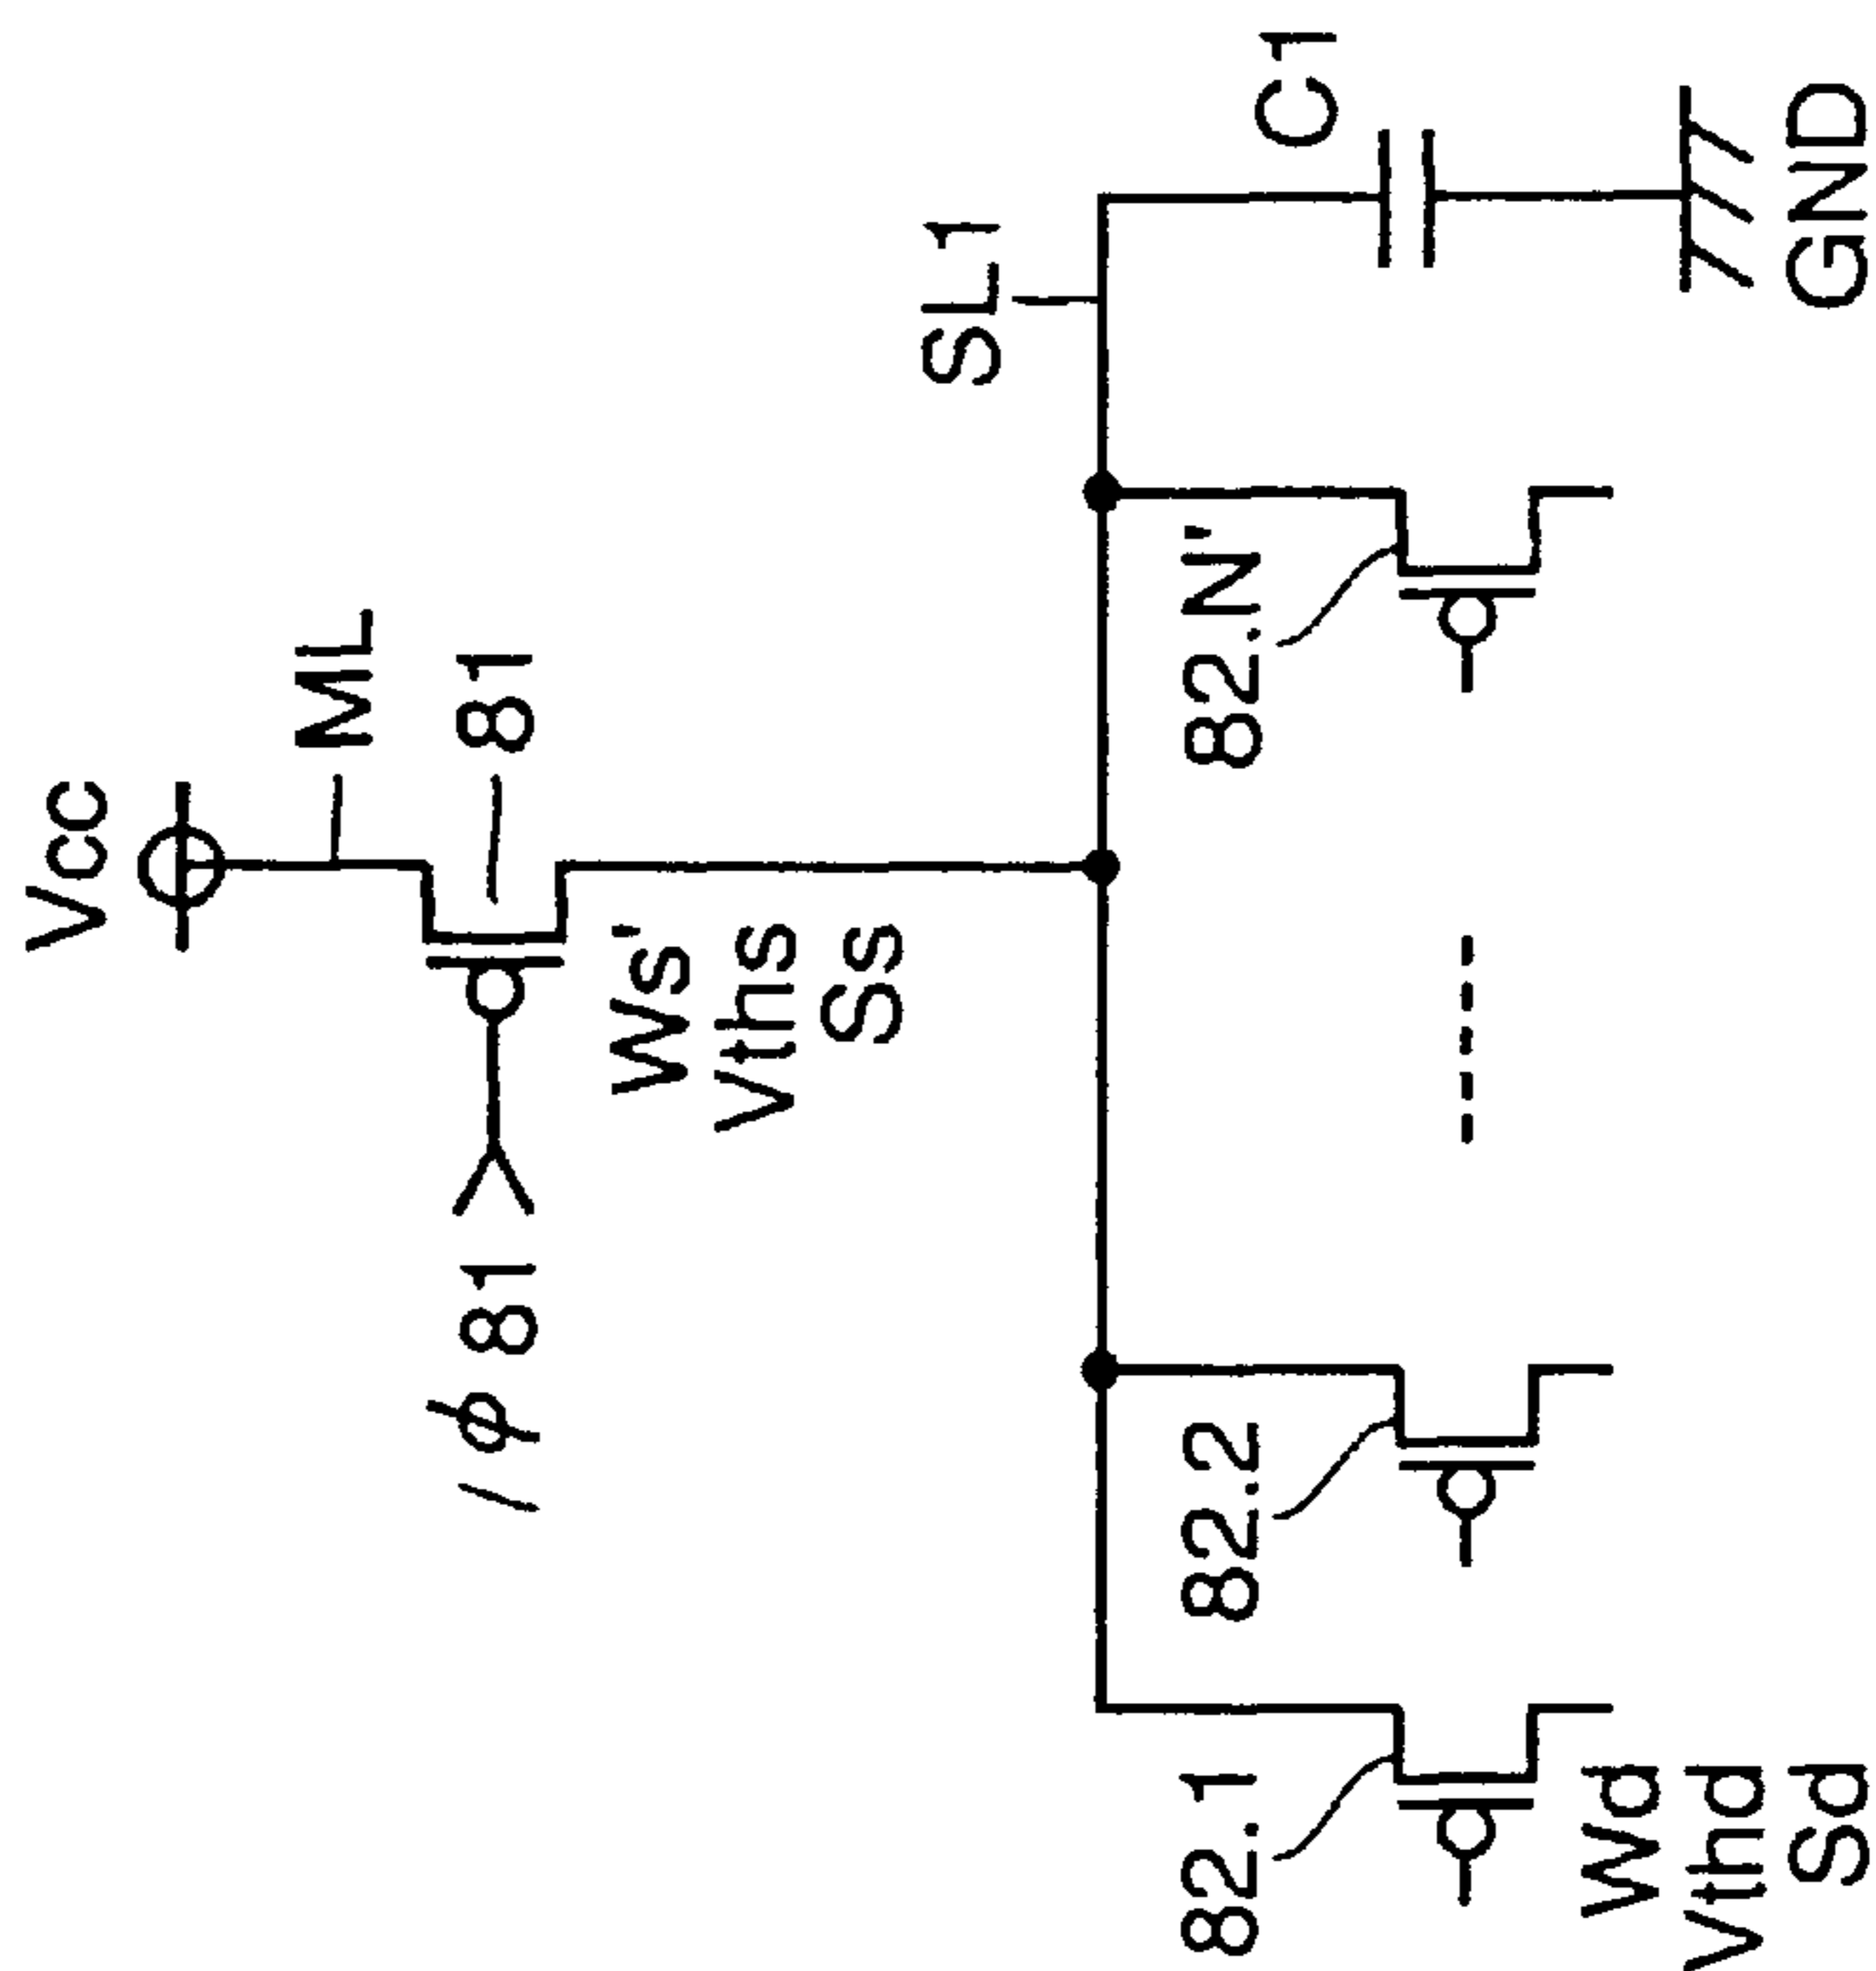 Vcc
ML
/φ81
81
Ws'
Vths
Ss
SL1
82.1
82.2
82.N'
C1
Wd
Vthd
Sd
GND